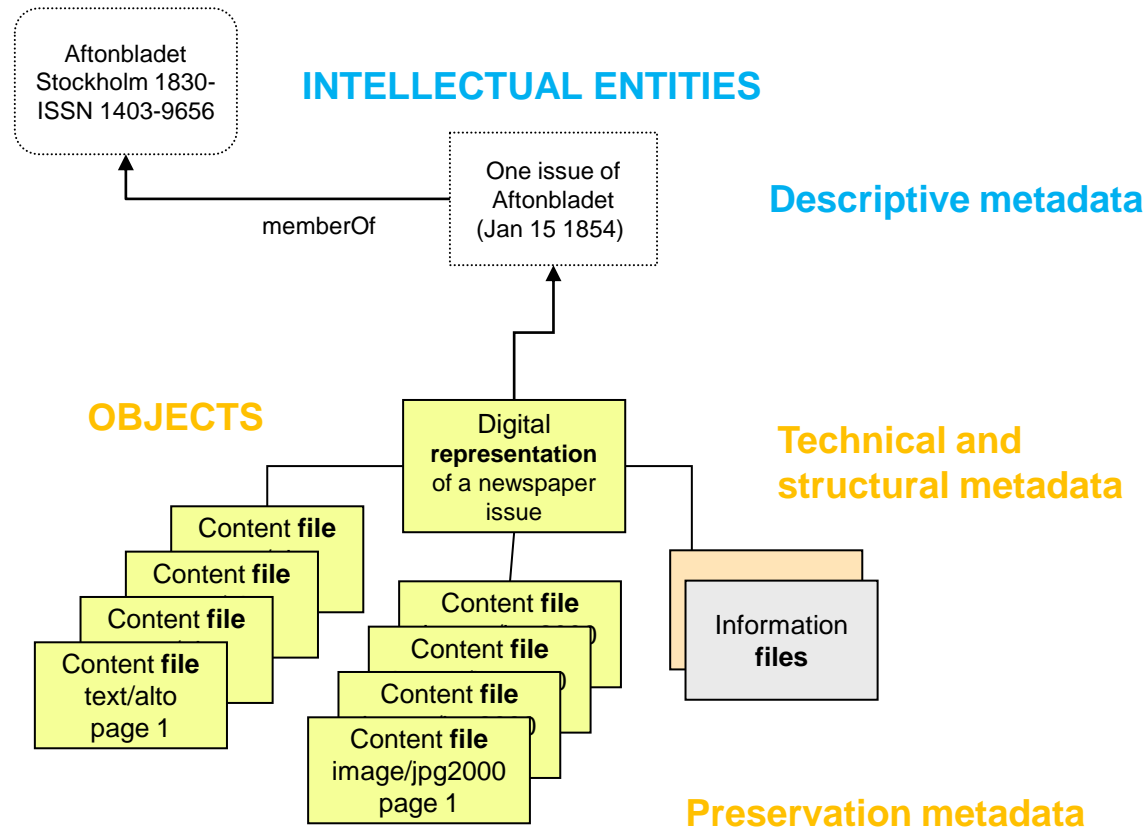 Aftonbladet
Stockholm 1830-
ISSN 1403-9656
INTELLECTUAL ENTITIES
One issue of
Aftonbladet
(Jan 15 1854)
memberOf
Descriptive metadata
OBJECTS
Digital
representation
of a newspaper
issue
Technical and
structural metadata
Content file
Content file
Content file
Content file
text/alto
page 1
Content file
Content file
Content file
Content file
image/jpg2000
page 1
Information
files
Preservation metadata